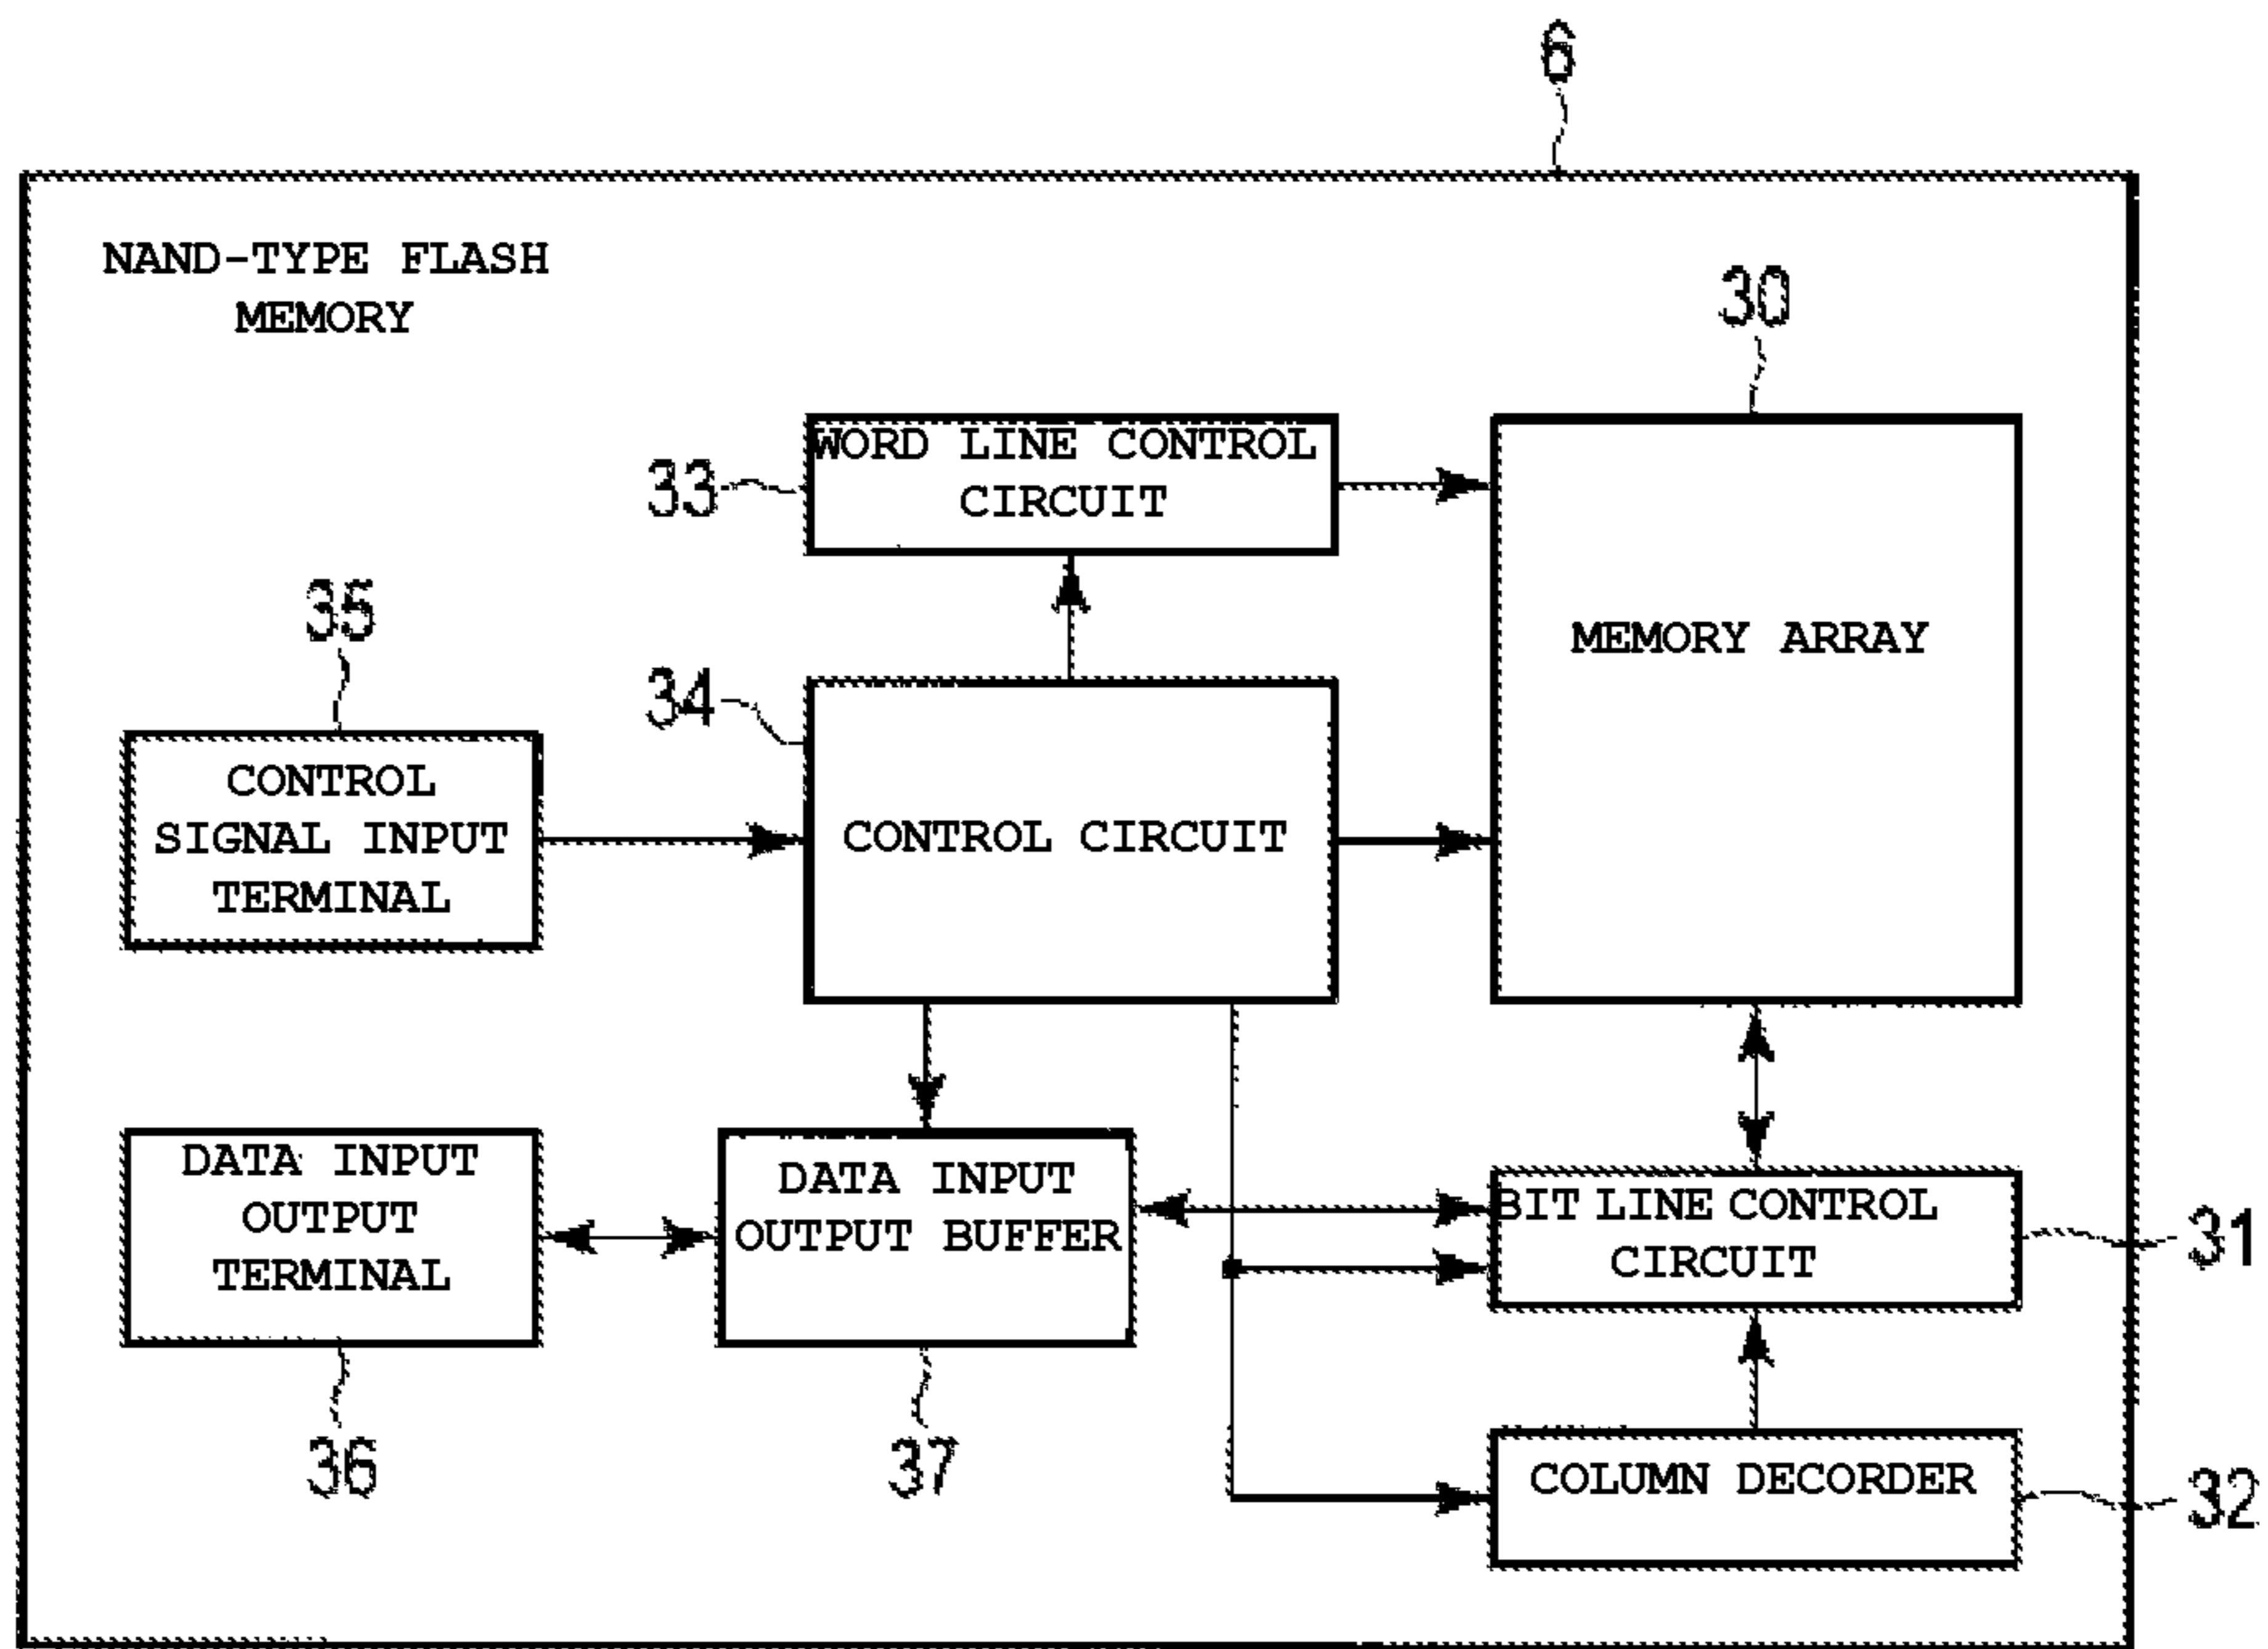 6
NAND-TYPE FLASH
MEMORY
30
WORD LINE CONTROL
CIRCUIT
33
MEMORY ARRAY
35
34
CONTROL
SIGNAL INPUT
TERMINAL
CONTROL CIRCUIT
DATA INPUT
OUTPUT
TERMINAL
DATA INPUT
OUTPUT BUFFER
BIT LINE CONTROL
CIRCUIT
31
36
37
COLUMN DECORDER
32